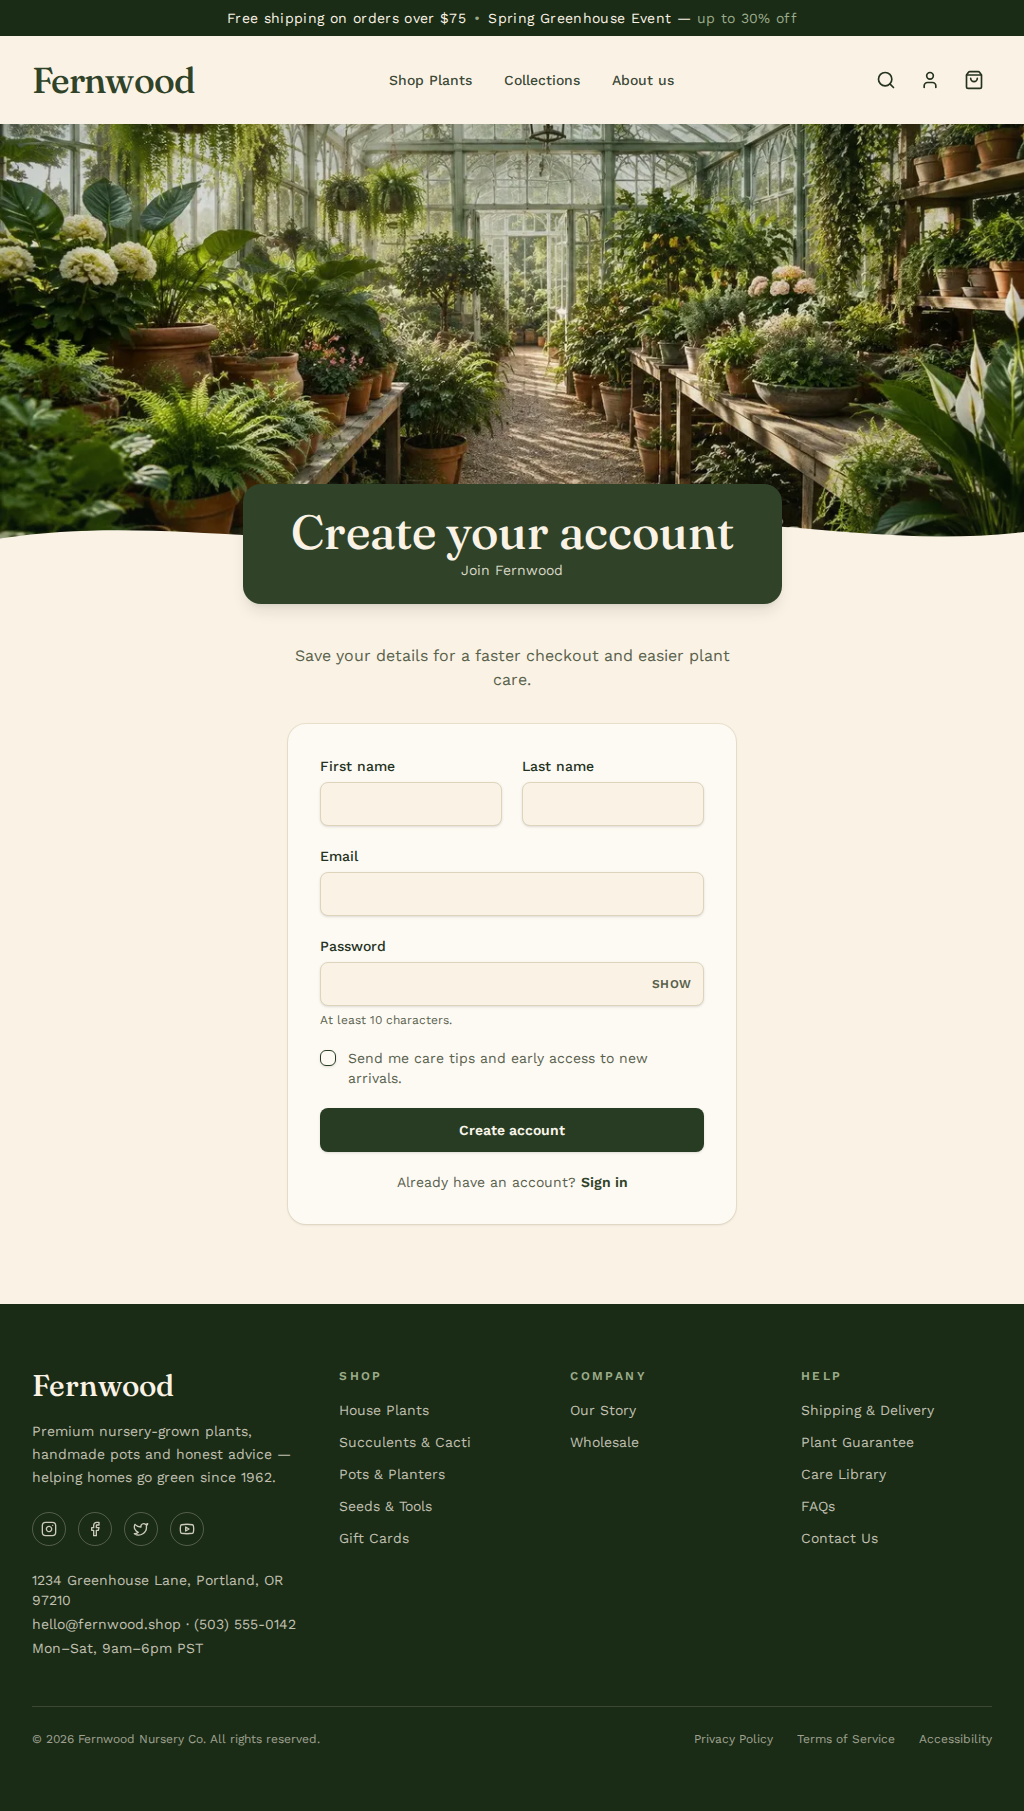 Free shipping on orders over $75 • Spring Greenhouse Event — up to 30% off
Fernwood
Shop Plants Collections About us
Create your account
Join Fernwood
Save your details for a faster checkout and easier plant
care.
First name Last name
Email
Password
SHOW
At least 10 characters.
Send me care tips and early access to new
arrivals.
Create account
Already have an account? Sign in
Fernwood
Premium nursery-grown plants,
handmade pots and honest advice —
helping homes go green since 1962.
1234 Greenhouse Lane, Portland, OR
97210
hello@fernwood.shop · (503) 555-0142
Mon–Sat, 9am–6pm PST
SHOP
House Plants
Succulents & Cacti
Pots & Planters
Seeds & Tools
Gift Cards
COMPANY
Our Story
Wholesale
HELP
Shipping & Delivery
Plant Guarantee
Care Library
FAQs
Contact Us
© 2026 Fernwood Nursery Co. All rights reserved.
Privacy Policy Terms of Service Accessibility